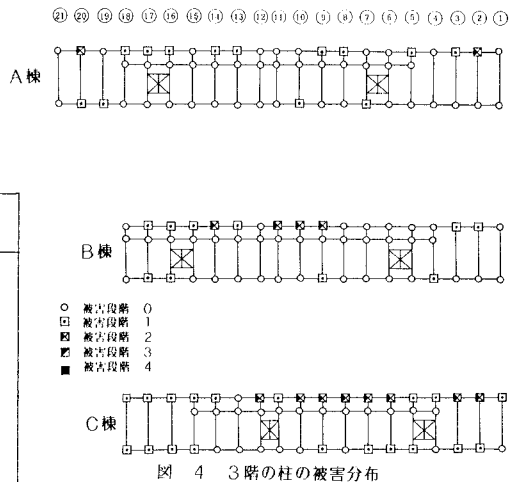 ㉑ ⑳ ⑲ ⑱ ⑰ ⑯ ⑮ ⑭ ⑬ ⑫ ⑪ ⑩ ⑨ ⑧ ⑦ ⑥ ⑤ ④ ③ ② ①
A棟
B棟
被害段階 0
被害段階 1
被害段階 2
被害段階 3
被害段階 4
C棟
図 4 3階の柱の被害分布